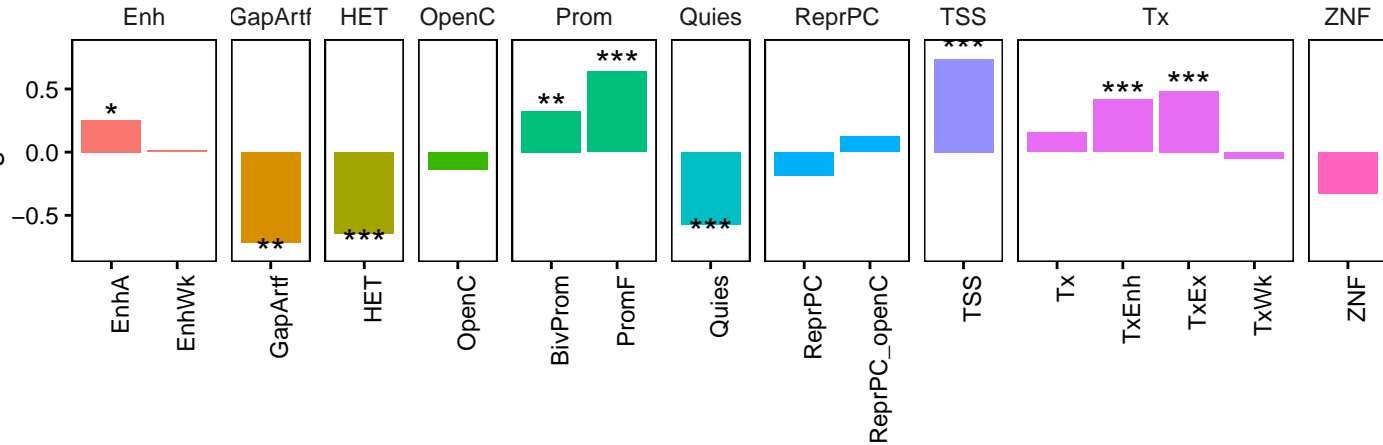 Enh GapArtf HET OpenC Prom Quies ReprPC TSS Tx ZNF
***
***
0.5
*
**
***
***
0.0
−0.5
**
***
***
EnhA
EnhWk
GapArtf
HET
OpenC
BivProm
PromF
Quies
ReprPC
ReprPC_openC
TSS
Tx
TxEnh
TxEx
TxWk
ZNF